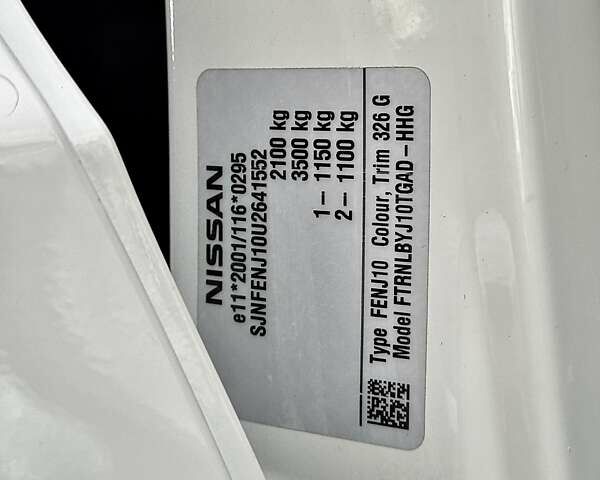 NISSAN
e11*2001/116*0295
SJNFENJ10U2641552
2100 kg
3500 kg
1– 1150 kg
2– 1100 kg
Type FENJ10 Colour, Trim 326 G
Model FTRNLBYJ10TGAD–HHG